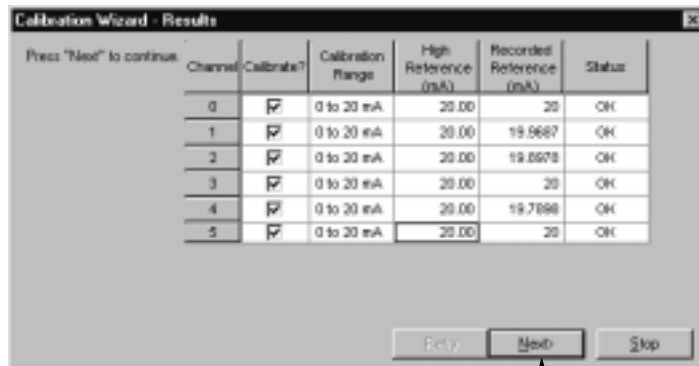 Calibration Wizard - Results
Press "Next" to continue.
Channel Calibrate? Calibration Range High Reference (mA) Recorded Reference (mA) Status
0 0 to 20 mA 20.00 20 OK
1 0 to 20 mA 20.00 19.9687 OK
2 0 to 20 mA 20.00 19.8978 OK
3 0 to 20 mA 20.00 20 OK
4 0 to 20 mA 20.00 19.7898 OK
5 0 to 20 mA 20.00 20 OK
Retry Next> Stop